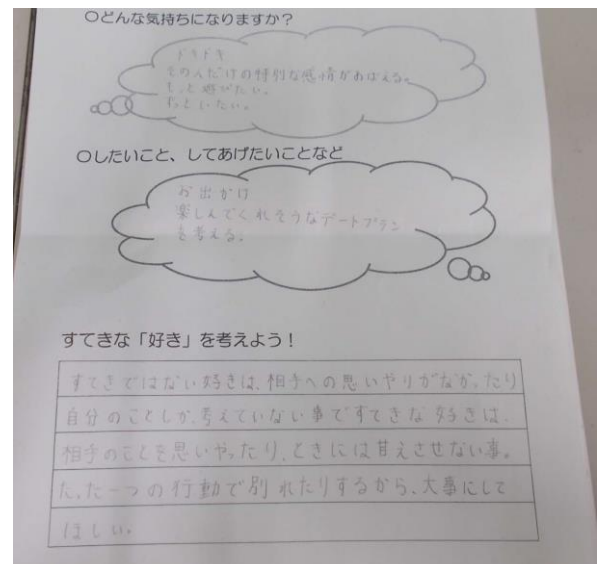 ○どんな気持ちになりますか？
ドキドキ
その人だけの特別な感情があばえる。
もっと遊びたい。
ずっといたい。
○したいこと、してあげたいことなど
お出かけ
楽しんでくれそうなデートプラン
を考える。
すてきな「好き」を考えよう！
すてきではない好きは、相手への思いやりがなかったり
自分のことしか、考えていない事ですてきな好きは、
相手のことを思いやったり、ときには甘えさせない事。
たった一つの行動で別れたりするから、大事にして
ほしい。